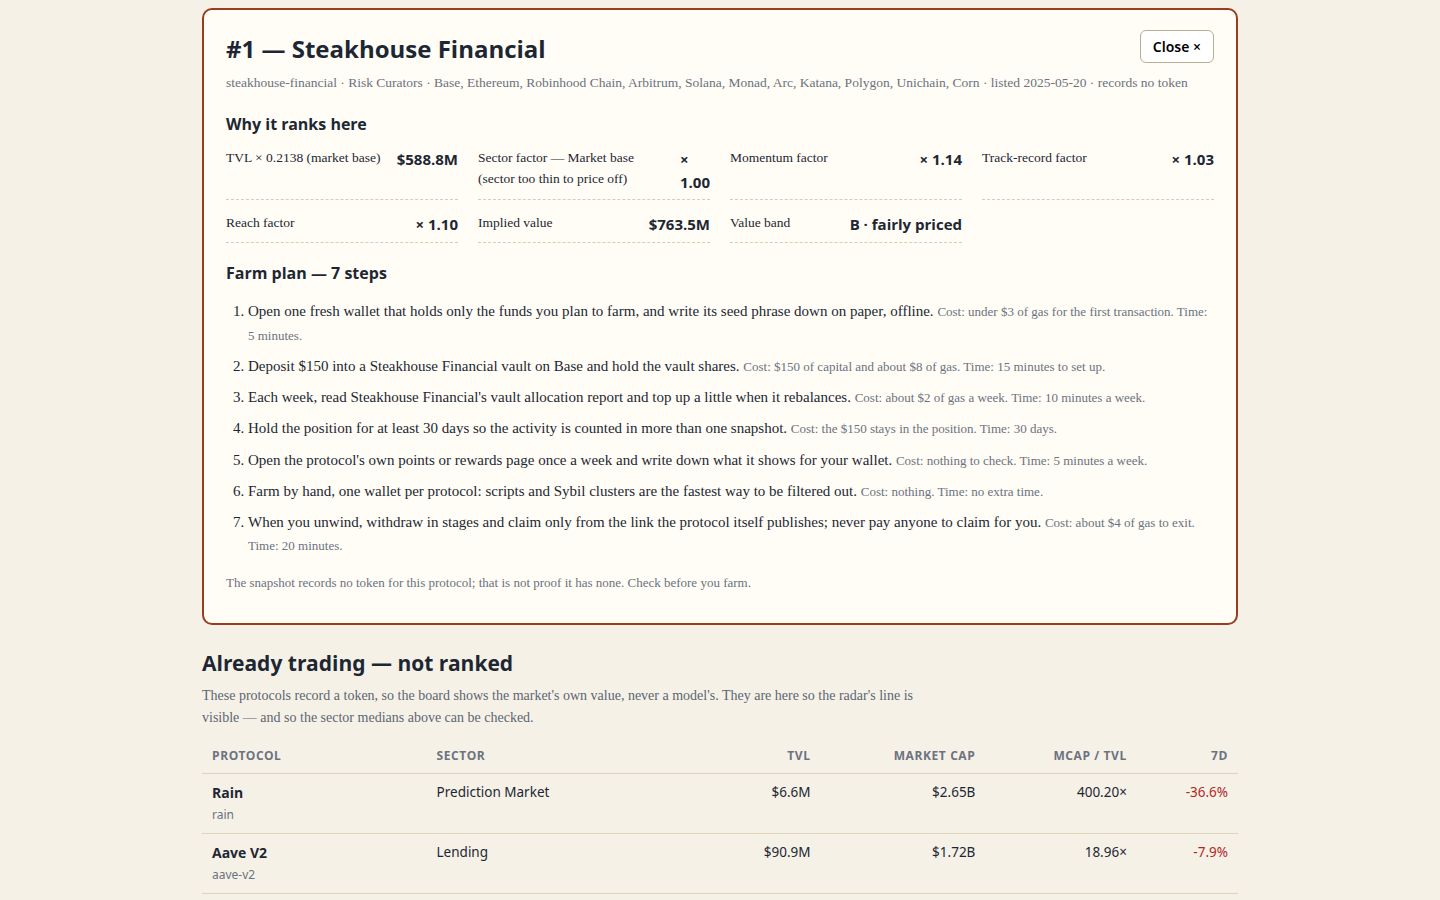 #1 — Steakhouse Financial
Close ×
steakhouse-financial · Risk Curators · Base, Ethereum, Robinhood Chain, Arbitrum, Solana, Monad, Arc, Katana, Polygon, Unichain, Corn · listed 2025-05-20 · records no token
Why it ranks here
TVL × 0.2138 (market base) $588.8M
Sector factor — Market base × 
(sector too thin to price off) 1.00
Momentum factor × 1.14
Track-record factor × 1.03
Reach factor × 1.10
Implied value $763.5M
Value band B · fairly priced
Farm plan — 7 steps
1. Open one fresh wallet that holds only the funds you plan to farm, and write its seed phrase down on paper, offline. Cost: under $3 of gas for the first transaction. Time:
5 minutes.
2. Deposit $150 into a Steakhouse Financial vault on Base and hold the vault shares. Cost: $150 of capital and about $8 of gas. Time: 15 minutes to set up.
3. Each week, read Steakhouse Financial's vault allocation report and top up a little when it rebalances. Cost: about $2 of gas a week. Time: 10 minutes a week.
4. Hold the position for at least 30 days so the activity is counted in more than one snapshot. Cost: the $150 stays in the position. Time: 30 days.
5. Open the protocol's own points or rewards page once a week and write down what it shows for your wallet. Cost: nothing to check. Time: 5 minutes a week.
6. Farm by hand, one wallet per protocol: scripts and Sybil clusters are the fastest way to be filtered out. Cost: nothing. Time: no extra time.
7. When you unwind, withdraw in stages and claim only from the link the protocol itself publishes; never pay anyone to claim for you. Cost: about $4 of gas to exit.
Time: 20 minutes.
The snapshot records no token for this protocol; that is not proof it has none. Check before you farm.
Already trading — not ranked
These protocols record a token, so the board shows the market's own value, never a model's. They are here so the radar's line is
visible — and so the sector medians above can be checked.
PROTOCOL SECTOR TVL MARKET CAP MCAP / TVL 7D
Rain Prediction Market $6.6M $2.65B 400.20× -36.6%
rain
Aave V2 Lending $90.9M $1.72B 18.96× -7.9%
aave-v2